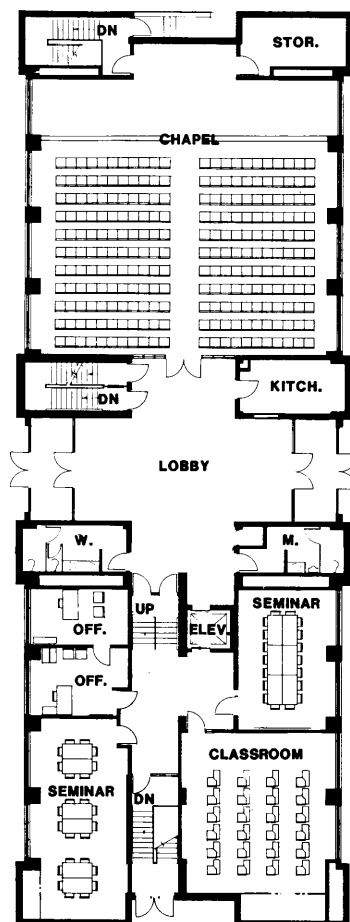 DN
STOR.
CHAPEL
DN
KITCH.
LOBBY
W.
M.
UP
ELEV.
SEMINAR
OFF.
OFF.
CLASSROOM
SEMINAR
DN